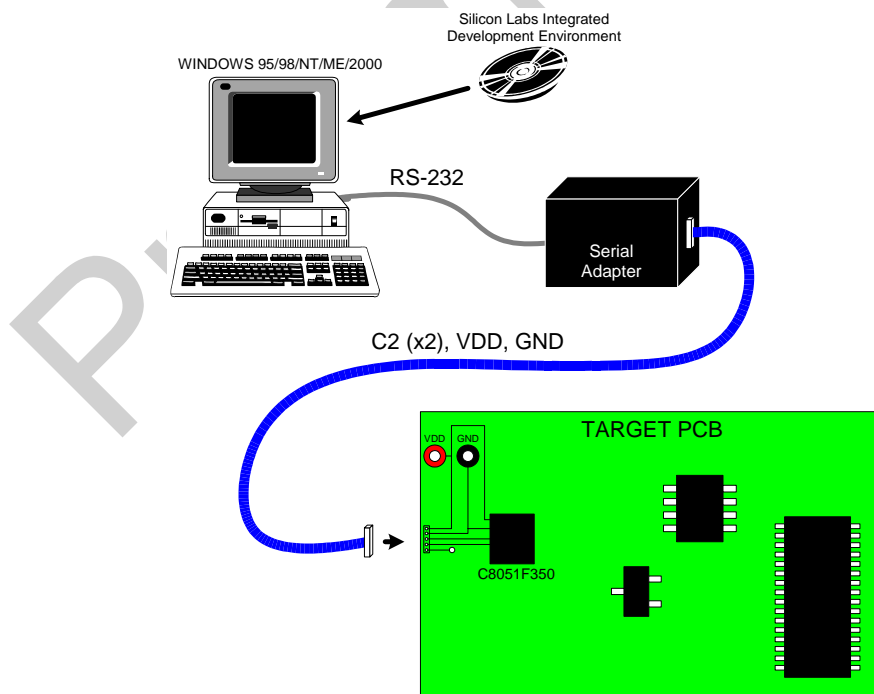 Silicon Labs Integrated
Development Environment
WINDOWS 95/98/NT/ME/2000
RS-232
Serial
Adapter
C2 (x2), VDD, GND
TARGET PCB
VDD
GND
C8051F350